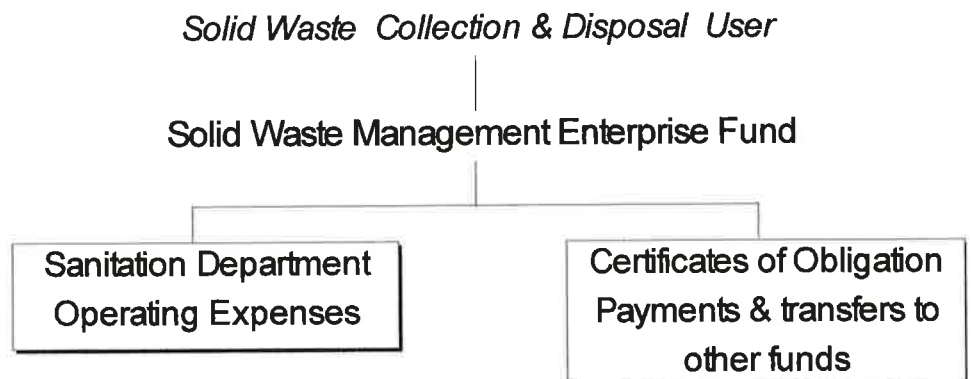 Solid Waste Collection & Disposal User
Solid Waste Management Enterprise Fund
Sanitation Department
Operating Expenses
Certificates of Obligation
Payments & transfers to
other funds